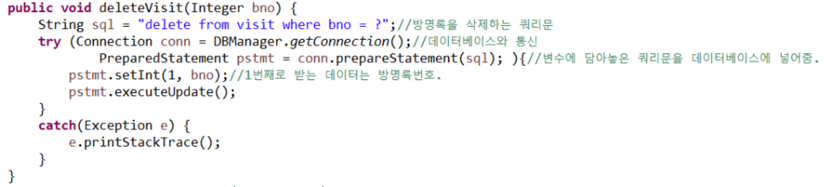 public void deleteVisit(Integer bno) {
String sql = "delete from visit where bno = ?";//방명록을 삭제하는 쿼리문
try (Connection conn = DBManager.getConnection();//데이터베이스와 통신
PreparedStatement pstmt = conn.prepareStatement(sql); ){//변수에 담아놓은 쿼리문을 데이터베이스에 넣어줌.
pstmt.setInt(1, bno);//1번째로 받는 데이터는 방명록번호.
pstmt.executeUpdate();
}
catch(Exception e) {
e.printStackTrace();
}
}